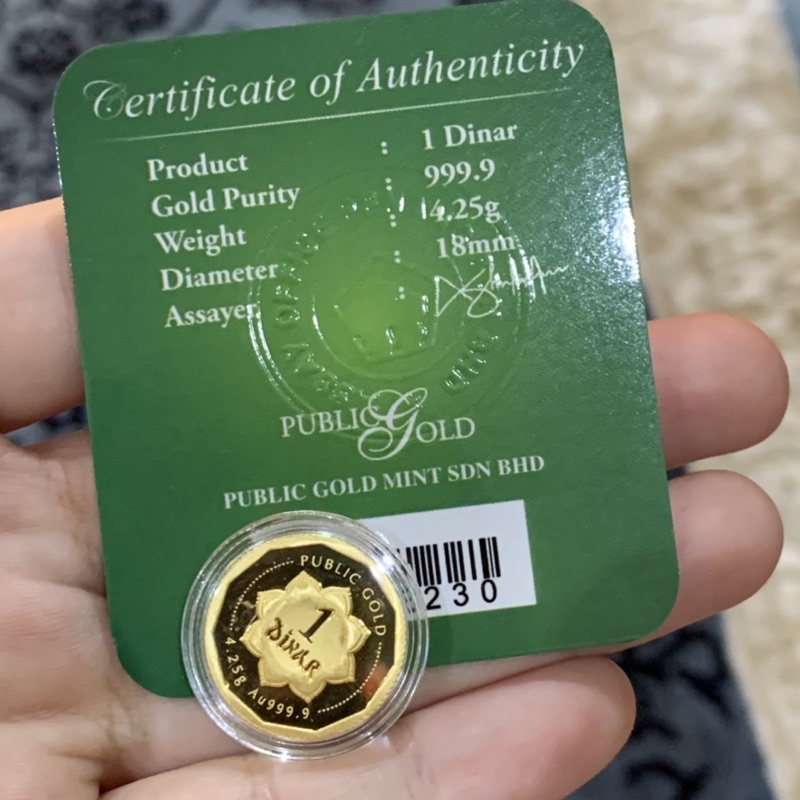 Certificate of Authenticity
Product : 1 Dinar
Gold Purity : 999.9
Weight : 4.25g
Diameter : 18mm
Assayer :
PUBLIC GOLD
PUBLIC GOLD MINT SDN BHD
230
PUBLIC GOLD
1
DINAR
4.25g Au999.9